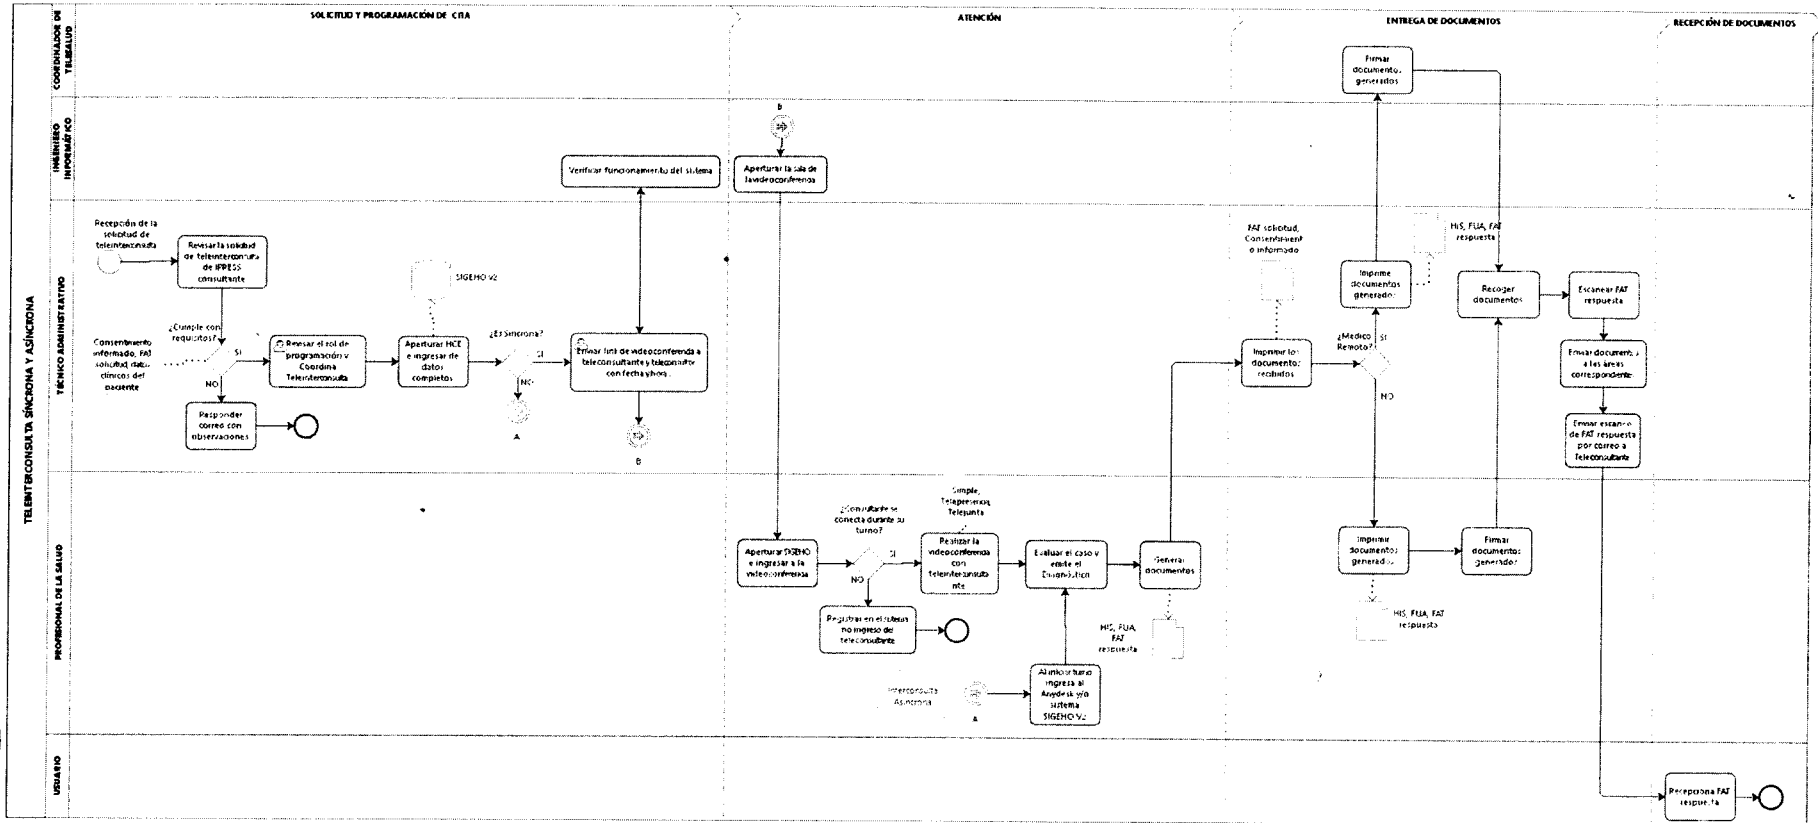 TELEINTERCONSULTA SÍNCRONA Y ASÍNCRONA
SOLICITUD Y PROGRAMACIÓN DE CITA
ATENCIÓN
ENTREGA DE DOCUMENTOS
RECEPCIÓN DE DOCUMENTOS
COORDINADOR DE
TELESALUD
Firmar
documentos
generados
INGENIERO
INFORMÁTICO
Verificar funcionamiento del sistema
B
Aperturar la sala de
la videoconferencia
TÉCNICO ADMINISTRATIVO
Recepción de la
solicitud de
teleinterconsulta
Revisar la solicitud
de teleinterconsulta
de IPRESS
consultante
Consentimiento
informado, FAT
solicitud, datos
clínicos del
paciente
¿Cumple con
requisitos?
SI
NO
Responder
correo con
observaciones
Revisar el rol de
programación y
Coordina
Teleinterconsulta
SIGEHO V2
Aperturar HCE
e ingresar de
datos
completos
¿Es Sincrona?
SI
NO
A
Enviar link de videoconferencia a
teleconsultante y teleconsultor
con fecha y hora
B
FAT solicitud,
Consentimient
o informado
Imprimir los
documentos
recibidos
¿Medico
Remoto?
SI
NO
Imprime
documentos
generados
HIS, FUA, FAT
respuesta
Recoger
documentos
Escanear FAT
respuesta
Enviar documentos
a las áreas
correspondiente
Enviar escaneo
de FAT respuesta
por correo a
Teleconsultante
PROFESIONAL DE LA SALUD
Aperturar SIGEHO
e ingresar a la
videoconferencia
¿Consultante se
conecta durante su
turno?
SI
NO
Registrar en el sistema
no ingreso del
teleconsultante
Simple,
Telepresencia,
Telejunta
Realizar la
videoconferencia
con
teleinterconsulta
nte
Evaluar el caso y
emite el
Diagnóstico
Generar
documentos
HIS, FUA,
FAT
respuesta
Interconsulta
Asincrona
A
Al inicio turno
ingresa al
Anydesk y/o
sistema
SIGEHO V2
Imprimir
documentos
generados
HIS, FUA, FAT
respuesta
Firmar
documentos
generados
USUARIO
Recepciona FAT
respuesta